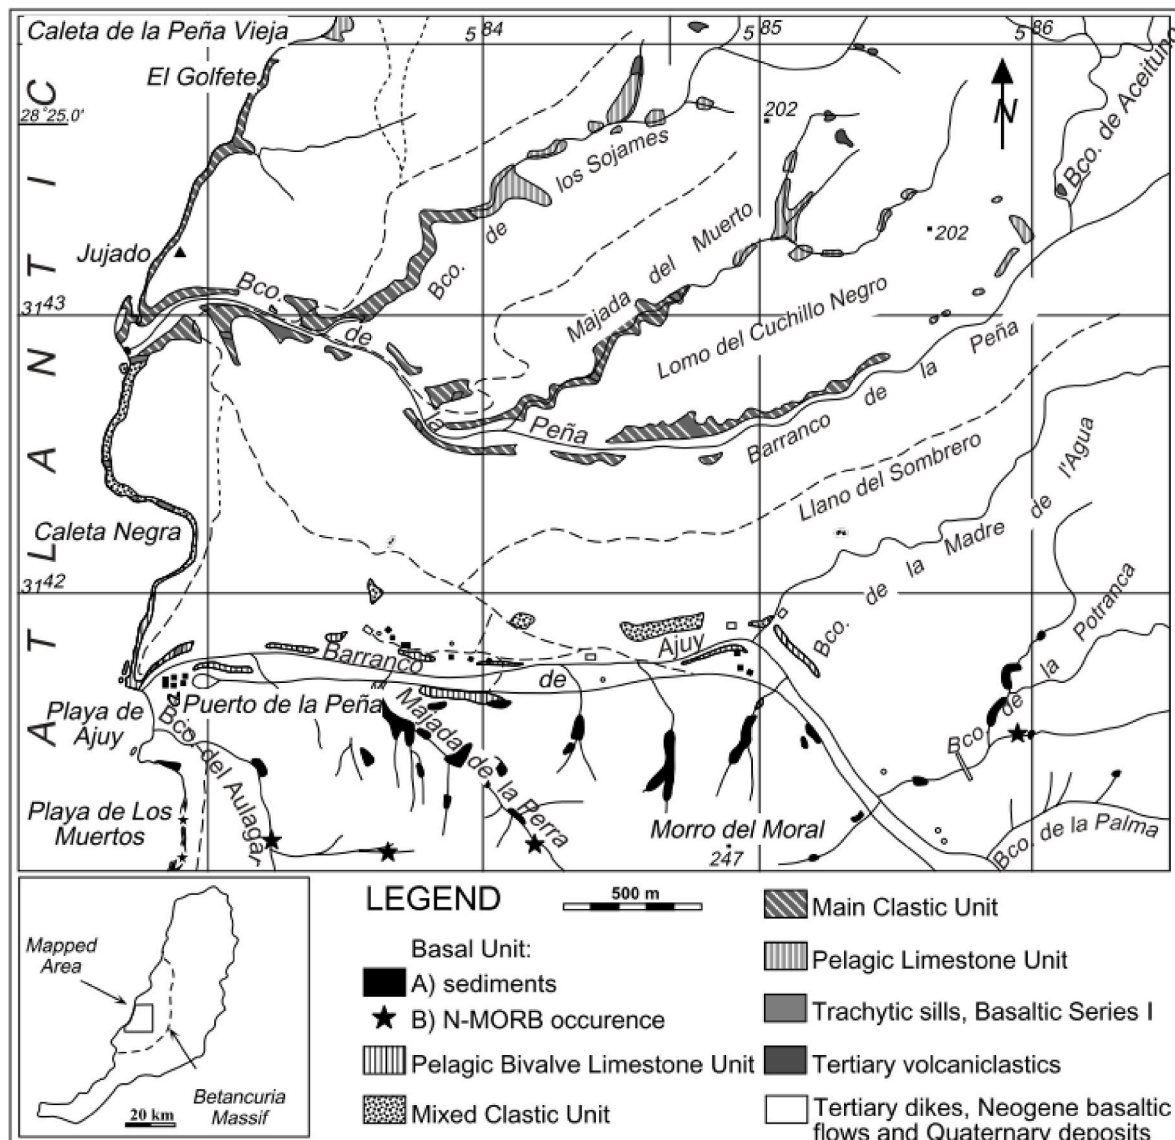 Caleta de la Peña Vieja
5 84
5 85
5 86
El Golfete
28°25.0'
202
N
Bco. de Aceituno
los Sojames
de
Bco.
Majada del Muerto
202
Jujado
Bco.
de
la
Peña
31 43
Lomo del Cuchillo Negro
Barranco de la Peña
Llano del Sombrero
Caleta Negra
31 42
Bco. de la Madre de l'Agua
Bco de la Potranca
ATLANTIC
Barranco de Ajuy
Puerto de la Peña
Playa de
Ajuy
Bco. del Aulagar
Majada de la Perra
Playa de Los
Muertos
Morro del Moral
247
Bco. de la Palma
Mapped
Area
Betancuria
Massif
20 km
LEGEND
500 m
Basal Unit:
A) sediments
B) N-MORB occurence
Pelagic Bivalve Limestone Unit
Mixed Clastic Unit
Main Clastic Unit
Pelagic Limestone Unit
Trachytic sills, Basaltic Series I
Tertiary volcaniclastics
Tertiary dikes, Neogene basaltic
flows and Quaternary deposits